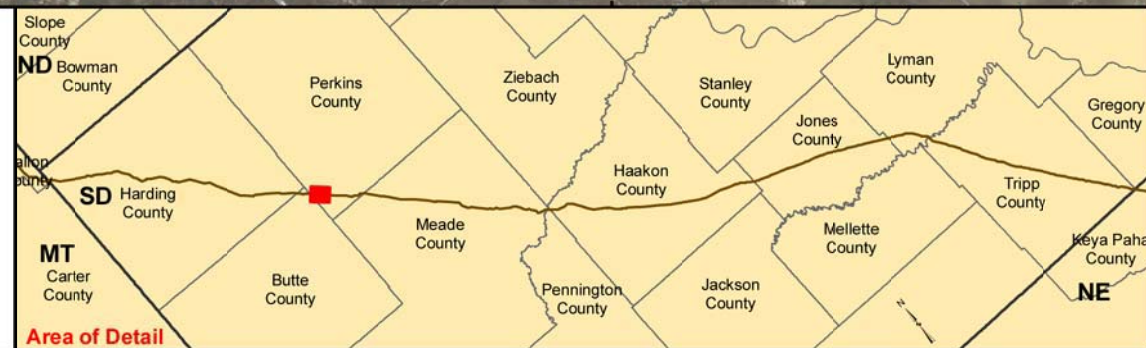 Slope
County
ND
Bowman
County
Perkins
County
Ziebach
County
Stanley
County
Lyman
County
Gregory
County
Jones
County
allon
ounty
SD
Harding
County
Haakon
County
Tripp
County
Meade
County
Mellette
County
Keya Paha
County
MT
Carter
County
Butte
County
Pennington
County
Jackson
County
NE
N
Area of Detail